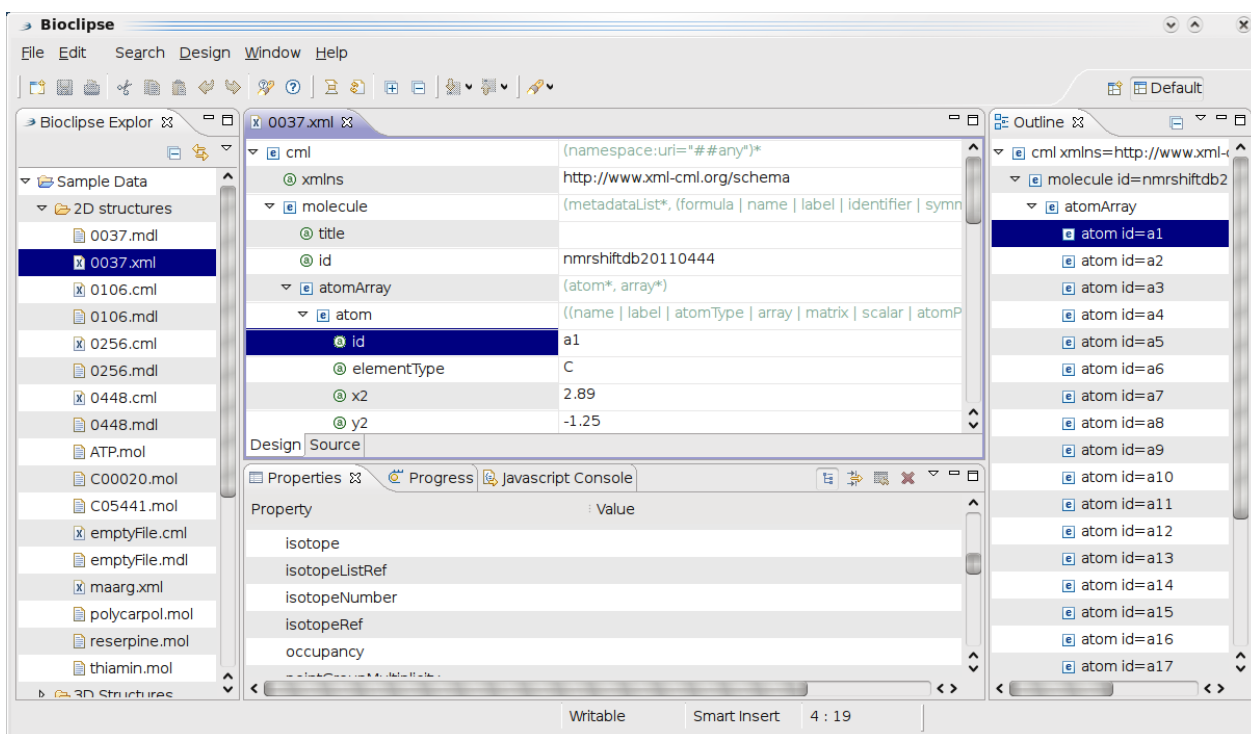 Bioclipse
File Edit Search Design Window Help
Default
Bioclipse Explor
Sample Data
2D structures
0037.mdl
0037.xml
0106.cml
0106.mdl
0256.cml
0256.mdl
0448.cml
0448.mdl
ATP.mol
C00020.mol
C05441.mol
emptyFile.cml
emptyFile.mdl
maarg.xml
polycarpol.mol
reserpine.mol
thiamin.mol
3D Structures
0037.xml
cml (namespace:uri="##any")*
xmlns http://www.xml-cml.org/schema
molecule (metadataList*, (formula | name | label | identifier | symn
title
id nmrshiftdb20110444
atomArray (atom*, array*)
atom ((name | label | atomType | array | matrix | scalar | atomP
id a1
elementType C
x2 2.89
y2 -1.25
Design Source
Properties Progress Javascript Console
Property Value
isotope
isotopeListRef
isotopeNumber
isotopeRef
occupancy
Outline
cml xmlns=http://www.xml-
molecule id=nmrshiftdb2
atomArray
atom id=a1
atom id=a2
atom id=a3
atom id=a4
atom id=a5
atom id=a6
atom id=a7
atom id=a8
atom id=a9
atom id=a10
atom id=a11
atom id=a12
atom id=a13
atom id=a14
atom id=a15
atom id=a16
atom id=a17
Writable Smart Insert 4 : 19